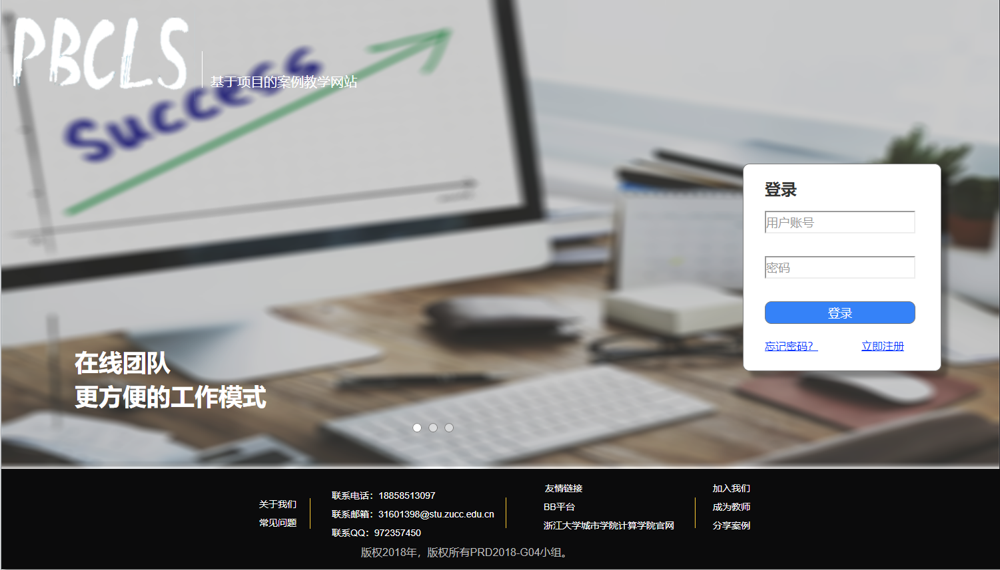 PBCLS
基于项目的案例教学网站
Success
登录
用户账号
密码
登录
忘记密码？
立即注册
在线团队
更方便的工作模式
关于我们
常见问题
联系电话：18858513097
联系邮箱：31601398@stu.zucc.edu.cn
联系QQ：972357450
友情链接
BB平台
浙江大学城市学院计算学院官网
加入我们
成为教师
分享案例
版权2018年，版权所有PRD2018-G04小组。